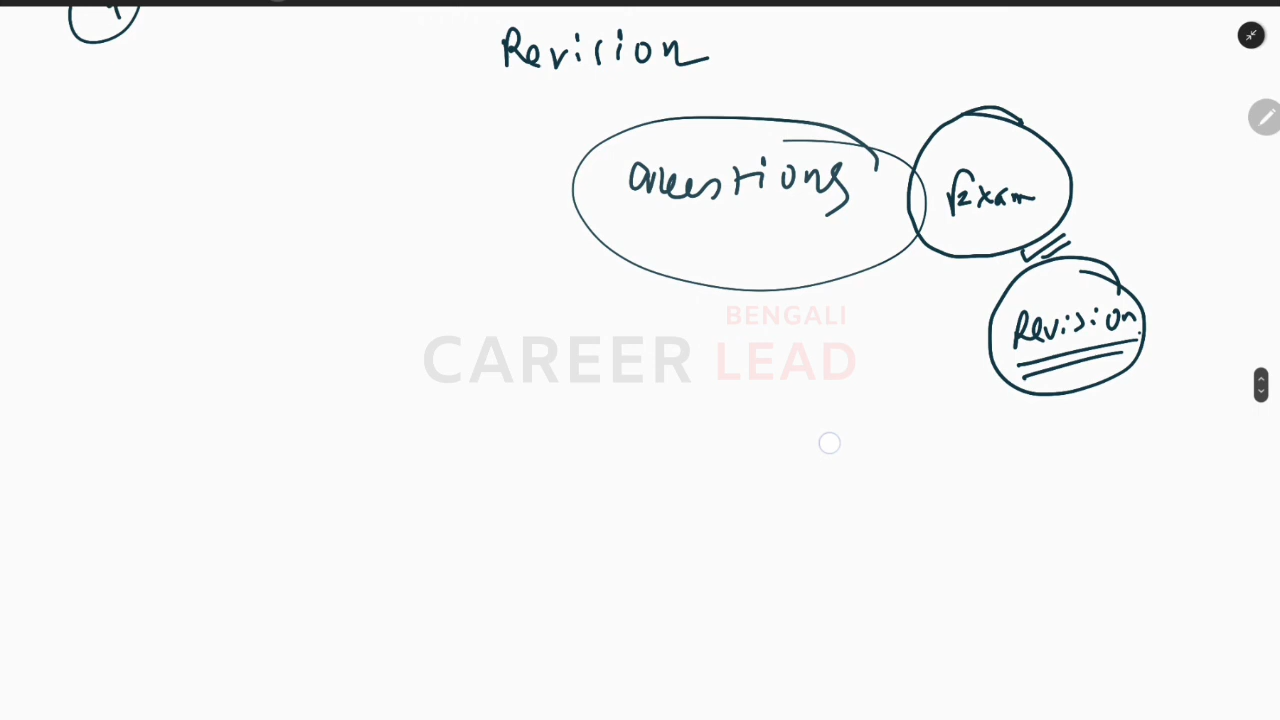 Revision
Questions
Exam
Revision
BENGALI
CAREER LEAD